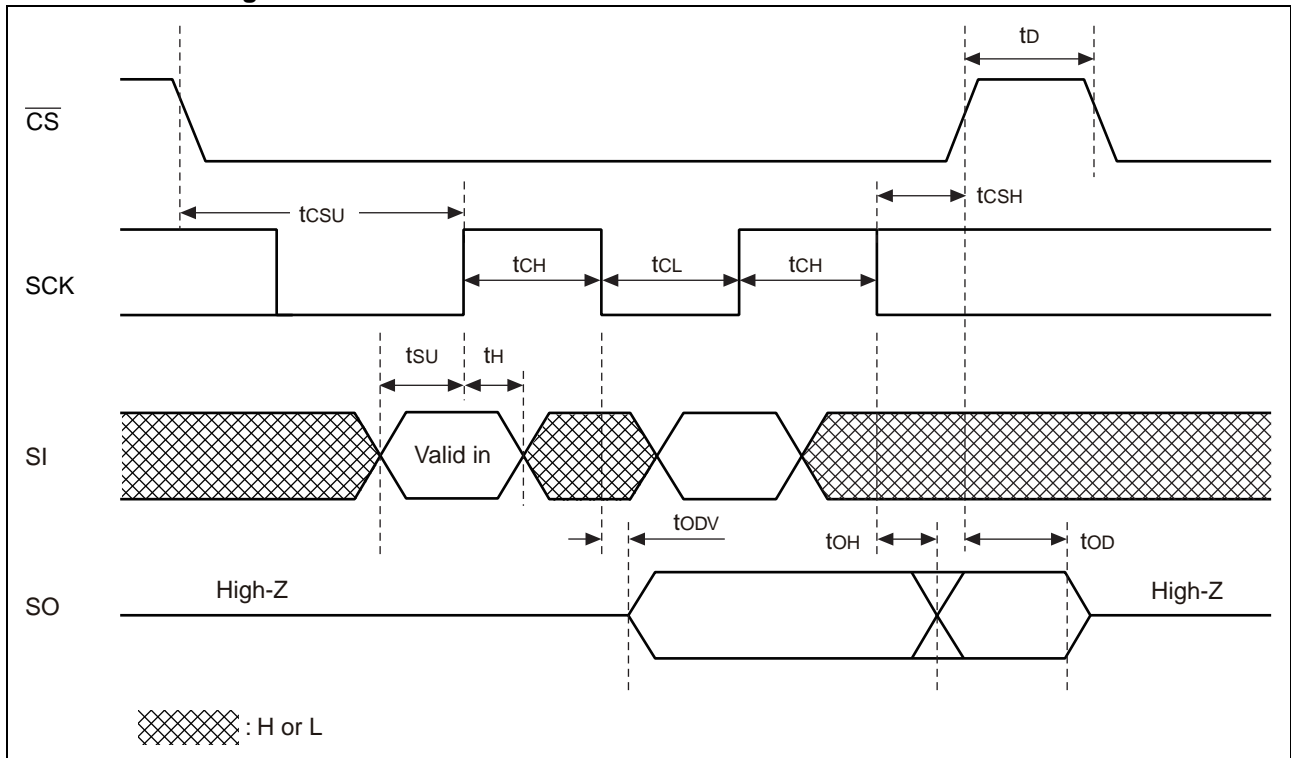 tD
CS
tCSH
tCSU
tCH
tCL
tCH
SCK
tSU
tH
SI
Valid in
tODV
tOH
tOD
High-Z
High-Z
SO
: H or L